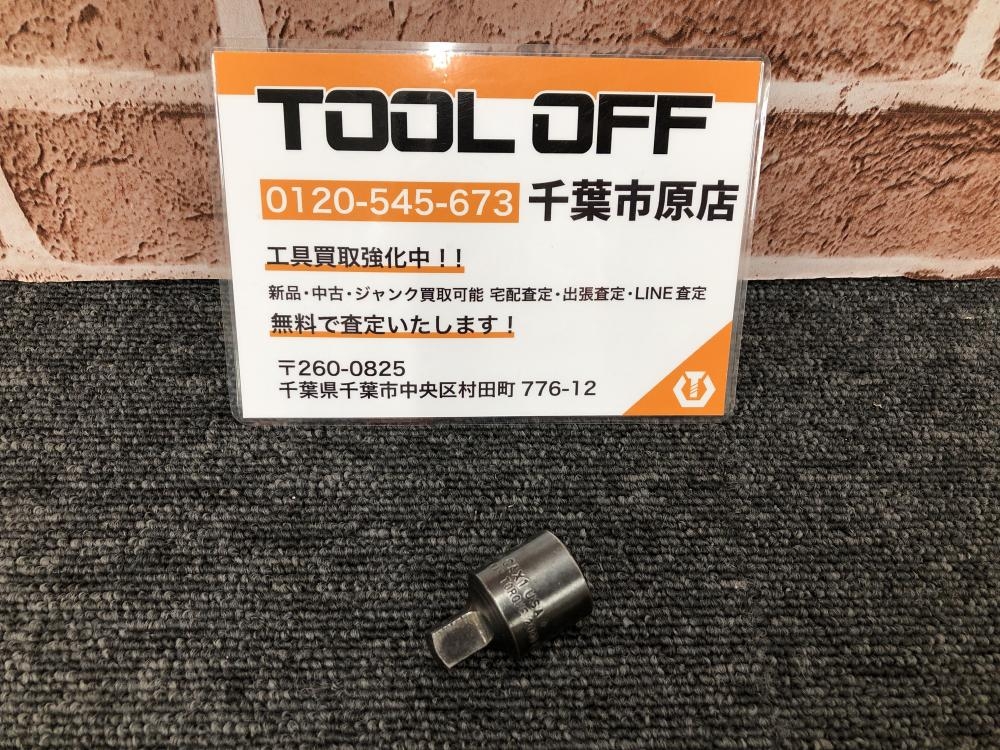 TOOL OFF
0120-545-673 千葉市原店
工具買取強化中!!
新品・中古・ジャンク買取可能 宅配査定・出張査定・LINE査定
無料で査定いたします!
〒260-0825
千葉県千葉市中央区村田町 776-12
USA
TORQUE